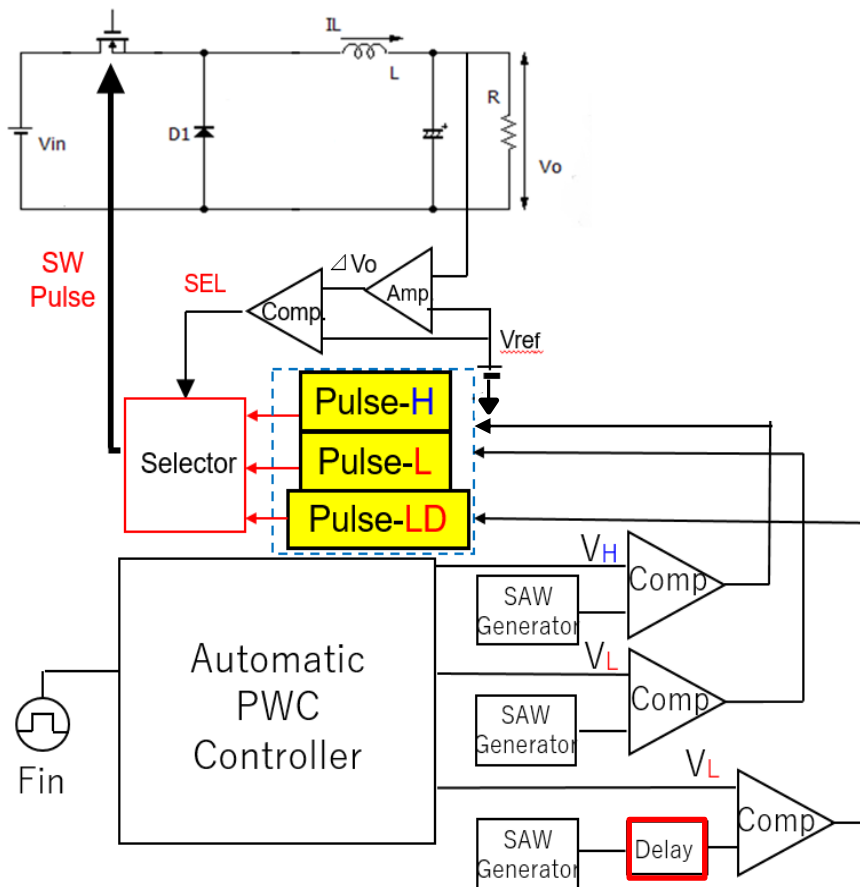 IL
L
Vin
D1
+
R
Vo
SW
Pulse
SEL
⊿Vo
Comp.
Amp.
Vref
Pulse-H
Pulse-L
Pulse-LD
Selector
VH
Comp
SAW
Generator
Automatic
PWC
Controller
VL
Comp
SAW
Generator
Fin
VL
Comp
SAW
Generator
Delay